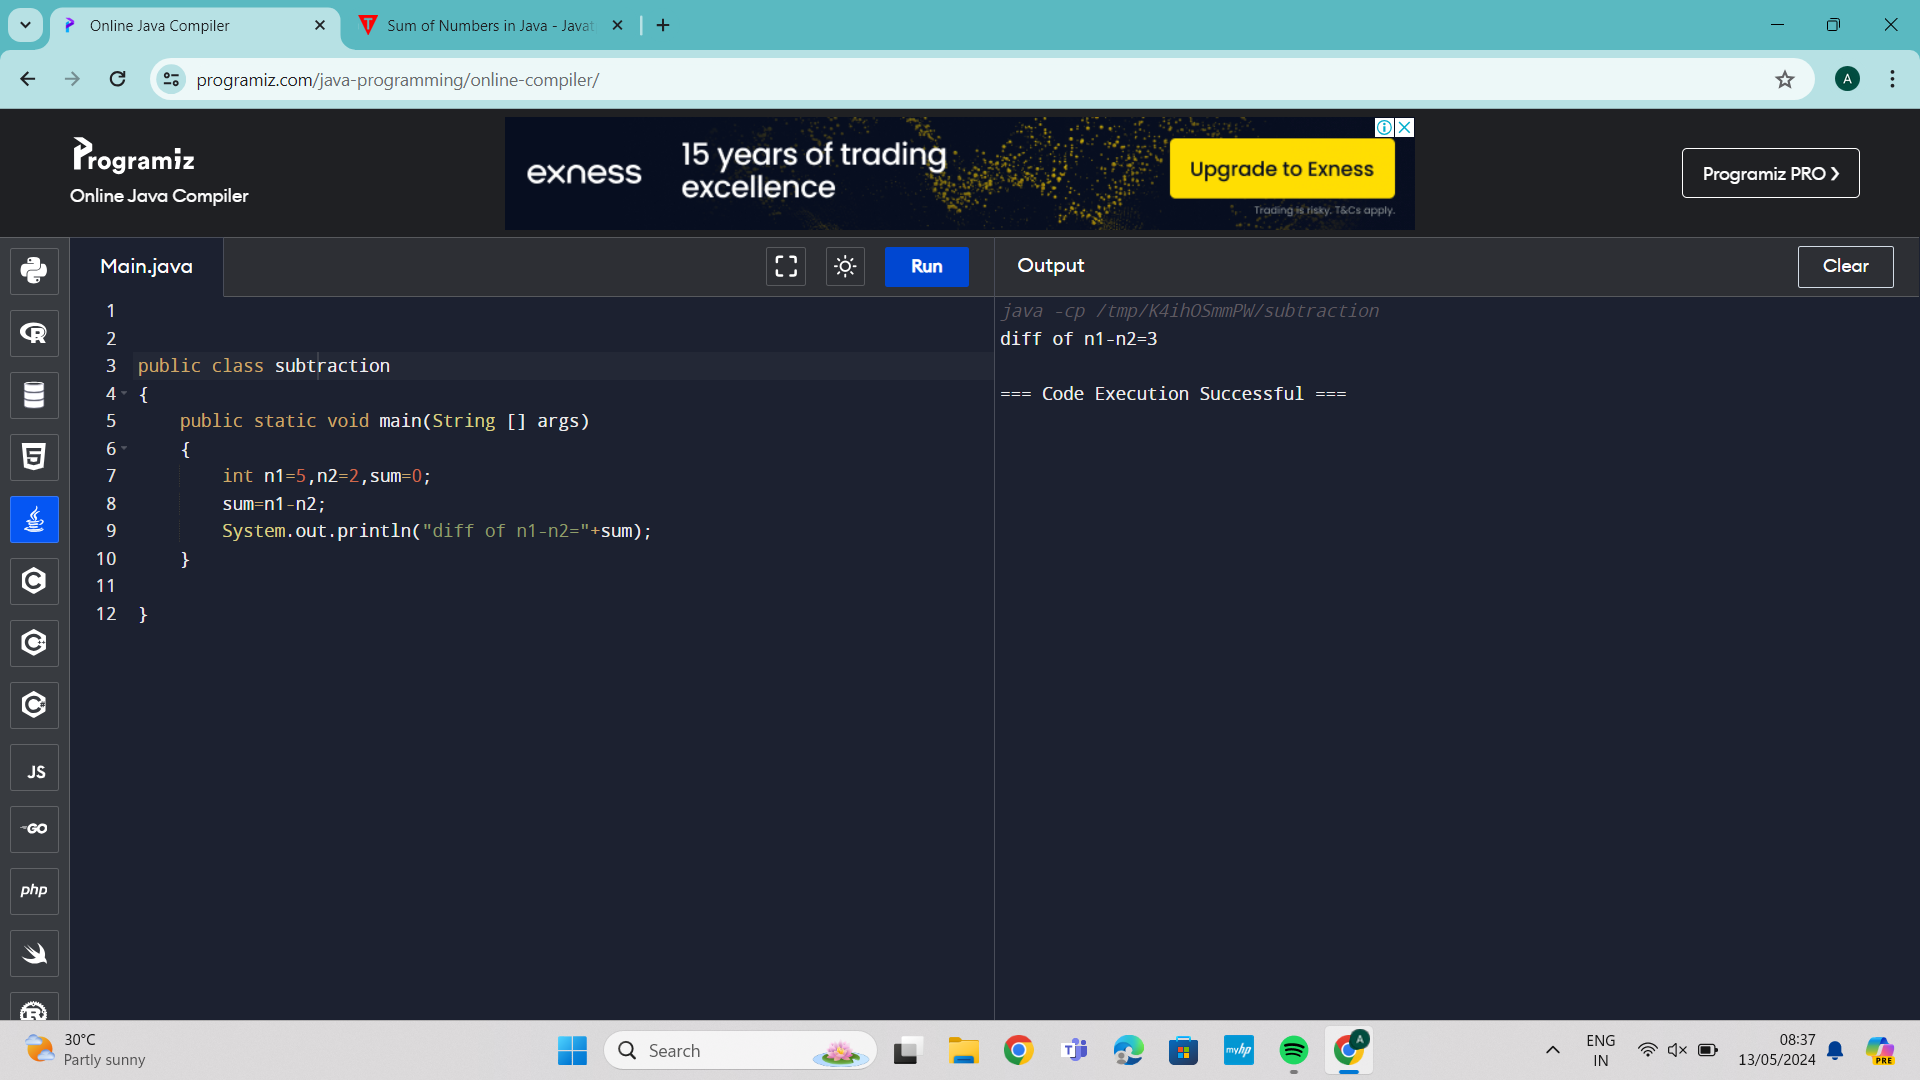 Online Java Compiler
Sum of Numbers in Java - Javat
programiz.com/java-programming/online-compiler/
A
Programiz
Online Java Compiler
exness
15 years of trading
excellence
Upgrade to Exness
Trading is risky. T&Cs apply.
Programiz PRO ❯
Main.java
Run
Output
Clear
1
2
3 public class subtraction
4 {
5 public static void main(String [] args)
6 {
7 int n1=5,n2=2,sum=0;
8 sum=n1-n2;
9 System.out.println("diff of n1-n2="+sum);
10 }
11
12 }
java -cp /tmp/K4ihOSmmPW/subtraction
diff of n1-n2=3
=== Code Execution Successful ===
JS
GO
php
30°C
Partly sunny
Search
myhp
A
ENG
IN
08:37
13/05/2024
PRE